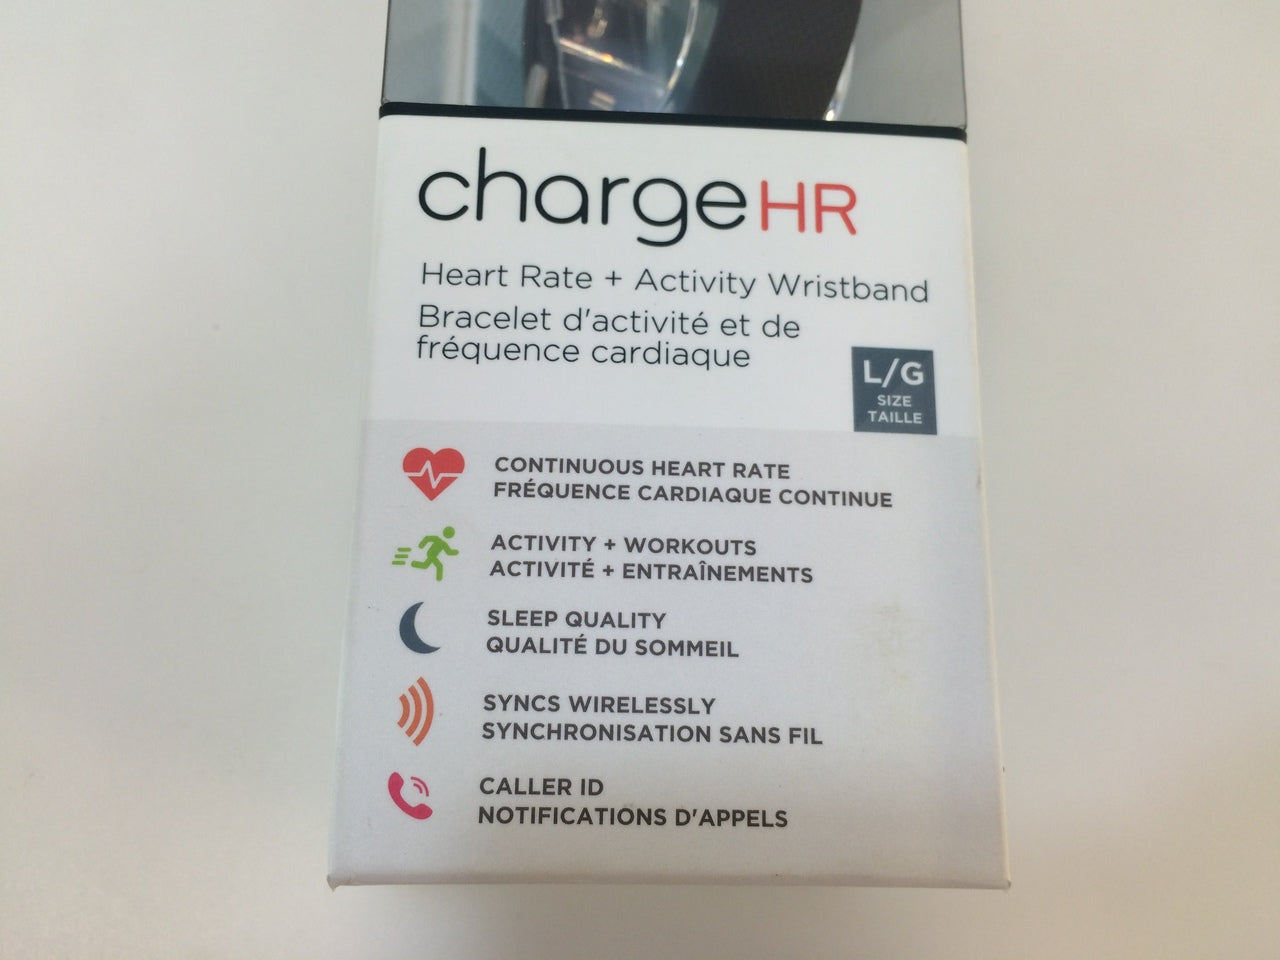 chargeHR
Heart Rate + Activity Wristband
Bracelet d'activité et de
fréquence cardiaque
L/G
SIZE
TAILLE
CONTINUOUS HEART RATE
FRÉQUENCE CARDIAQUE CONTINUE
ACTIVITY + WORKOUTS
ACTIVITÉ + ENTRAÎNEMENTS
SLEEP QUALITY
QUALITÉ DU SOMMEIL
SYNCS WIRELESSLY
SYNCHRONISATION SANS FIL
CALLER ID
NOTIFICATIONS D'APPELS